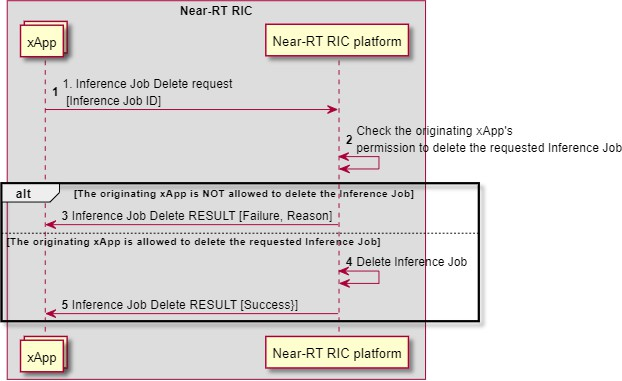 Near-RT RIC
xApp
Near-RT RIC platform
1 1. Inference Job Delete request
[Inference Job ID]
2 Check the originating xApp's
permission to delete the requested Inference Job
alt [The originating xApp is NOT allowed to delete the Inference Job]
3 Inference Job Delete RESULT [Failure, Reason]
[The originating xApp is allowed to delete the requested Inference Job]
4 Delete Inference Job
5 Inference Job Delete RESULT [Success}]
xApp
Near-RT RIC platform